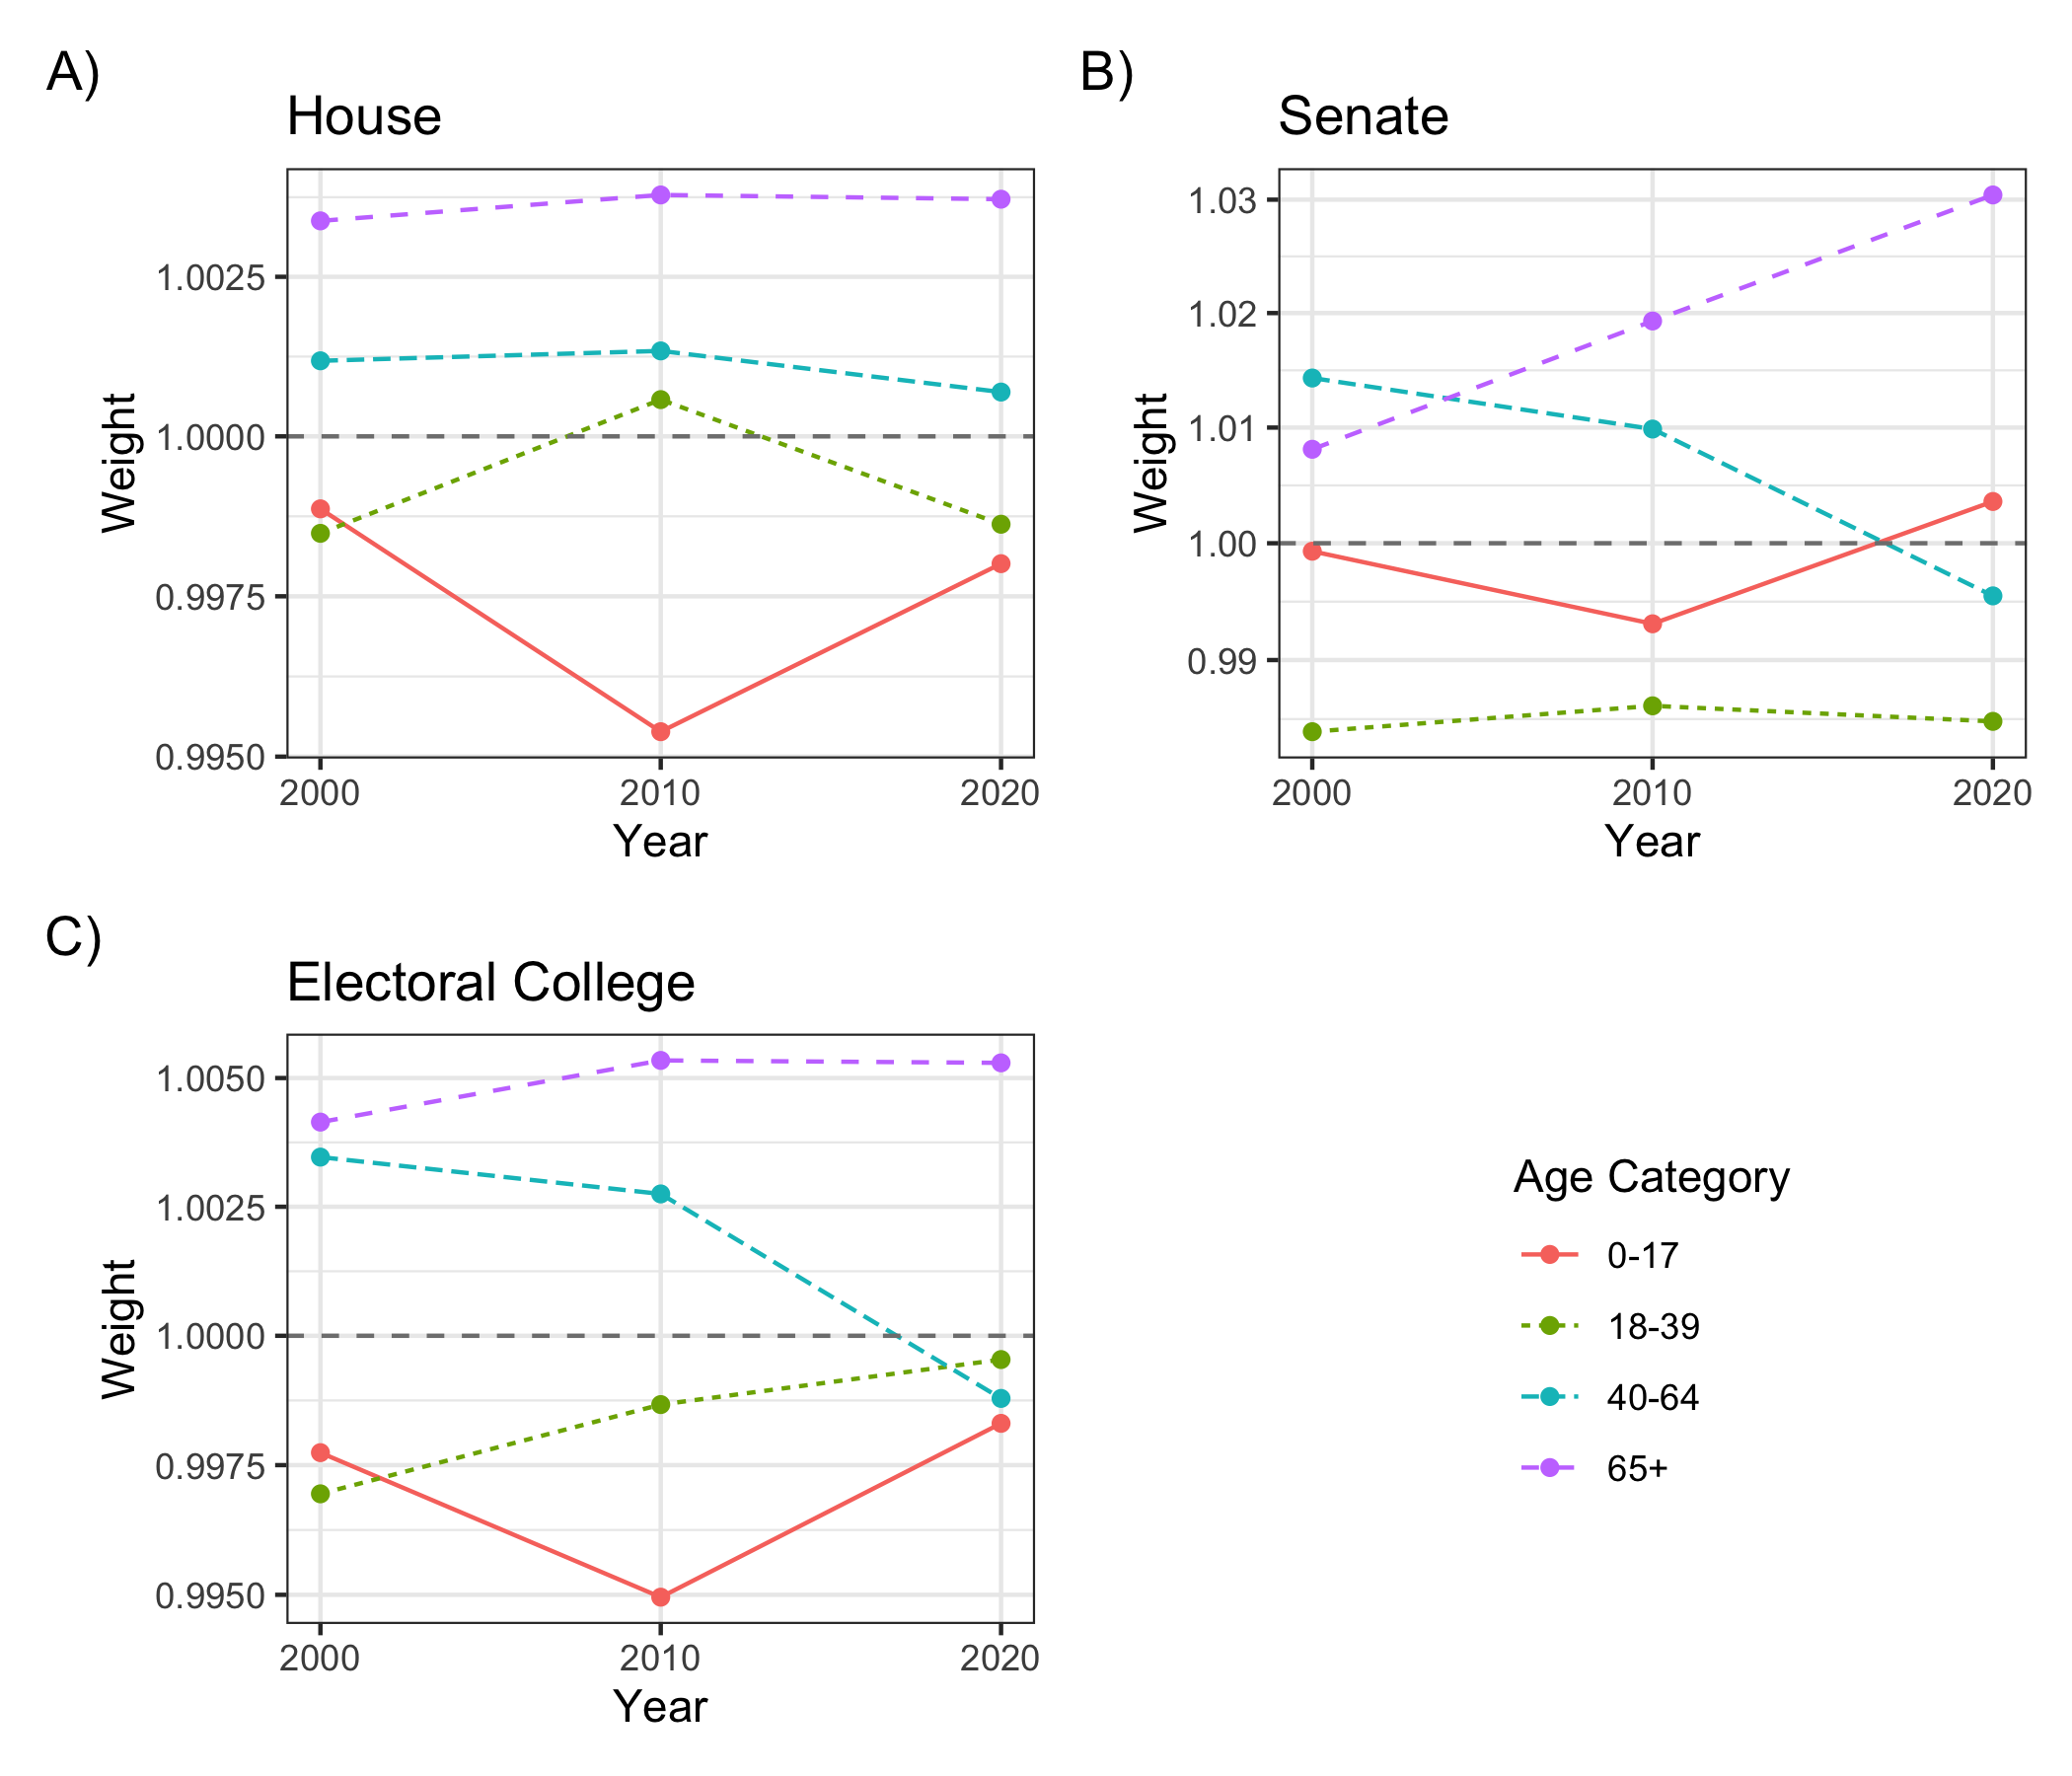 A)
House
Weight
1.0025
1.0000
0.9975
0.9950
2000 2010 2020
Year
B)
Senate
Weight
1.03
1.02
1.01
1.00
0.99
2000 2010 2020
Year
C)
Electoral College
Weight
1.0050
1.0025
1.0000
0.9975
0.9950
2000 2010 2020
Year
Age Category
0-17
18-39
40-64
65+